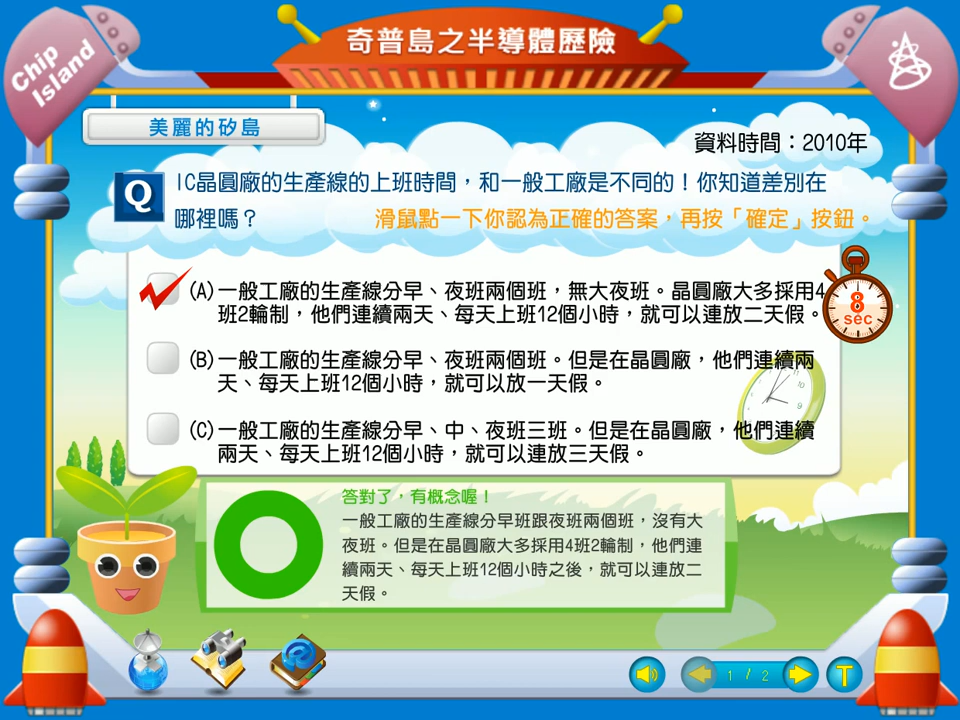 Chip Island
奇普島之半導體歷險
美麗的矽島
資料時間：2010年
Q
IC晶圓廠的生產線的上班時間，和一般工廠是不同的！你知道差別在
哪裡嗎？
滑鼠點一下你認為正確的答案，再按「確定」按鈕。
(A)一般工廠的生產線分早、夜班兩個班，無大夜班。晶圓廠大多採用4
班2輪制，他們連續兩天、每天上班12個小時，就可以連放二天假。
8
sec
(B)一般工廠的生產線分早、夜班兩個班。但是在晶圓廠，他們連續兩
天、每天上班12個小時，就可以放一天假。
(C)一般工廠的生產線分早、中、夜班三班。但是在晶圓廠，他們連續
兩天、每天上班12個小時，就可以連放三天假。
答對了，有概念喔！
一般工廠的生產線分早班跟夜班兩個班，沒有大
夜班。但是在晶圓廠大多採用4班2輪制，他們連
續兩天、每天上班12個小時之後，就可以連放二
天假。
1 / 2
T